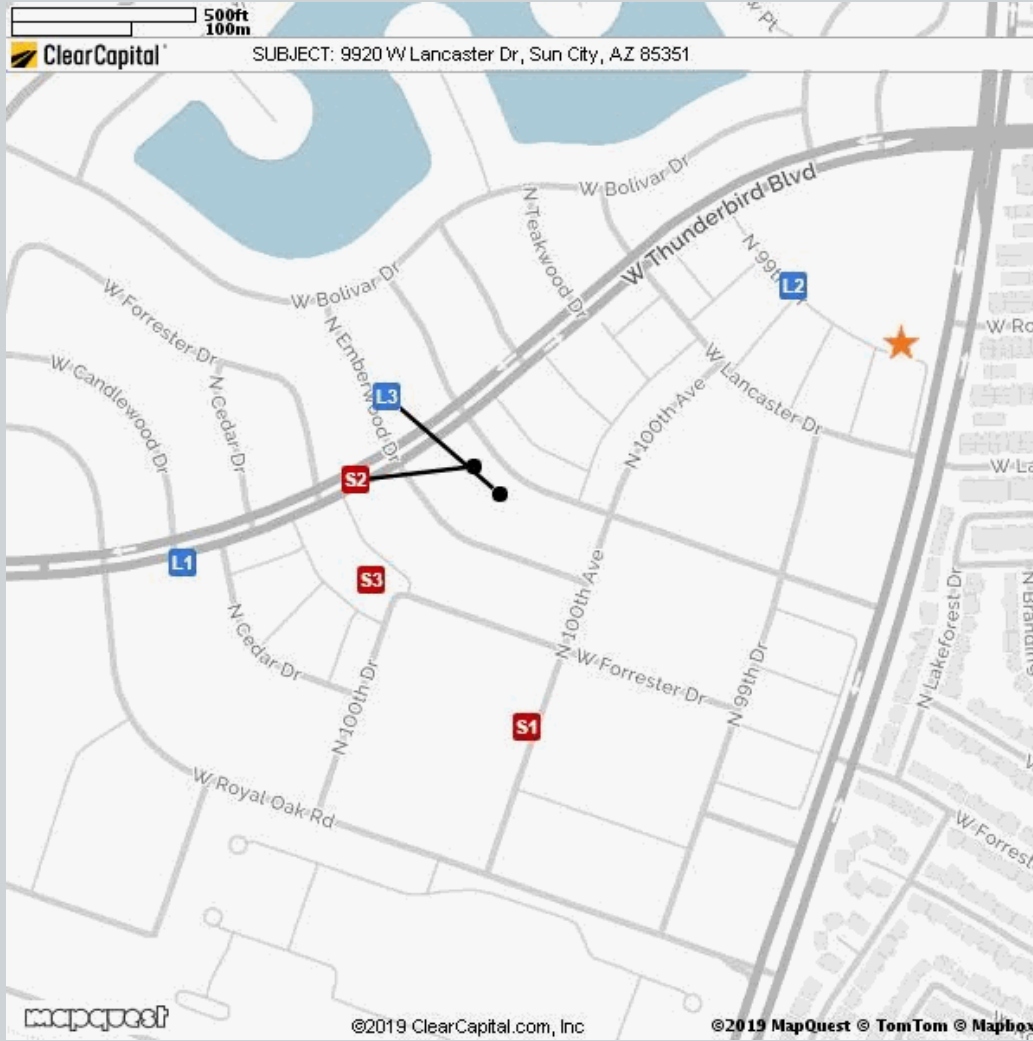 500ft
100m
ClearCapital
SUBJECT: 9920 W Lancaster Dr, Sun City, AZ 85351
W Bolivar Dr
W Thunderbird Blvd
N Teakwood Dr
N 99th
L2
W Bolivar Dr
W Forrester Dr
N Emberwood Dr
W Candlewood Dr
N Cedar Dr
L3
W Lancaster Dr
N 100th Ave
S2
L1
S3
N 100th Ave
N Cedar Dr
W Forrester Dr
N 100th Dr
N 99th Dr
N Lakeforest Dr
S1
W Royal Oak Rd
W Forrest
mapquest
©2019 ClearCapital.com, Inc
©2019 MapQuest © TomTom © Mapbox